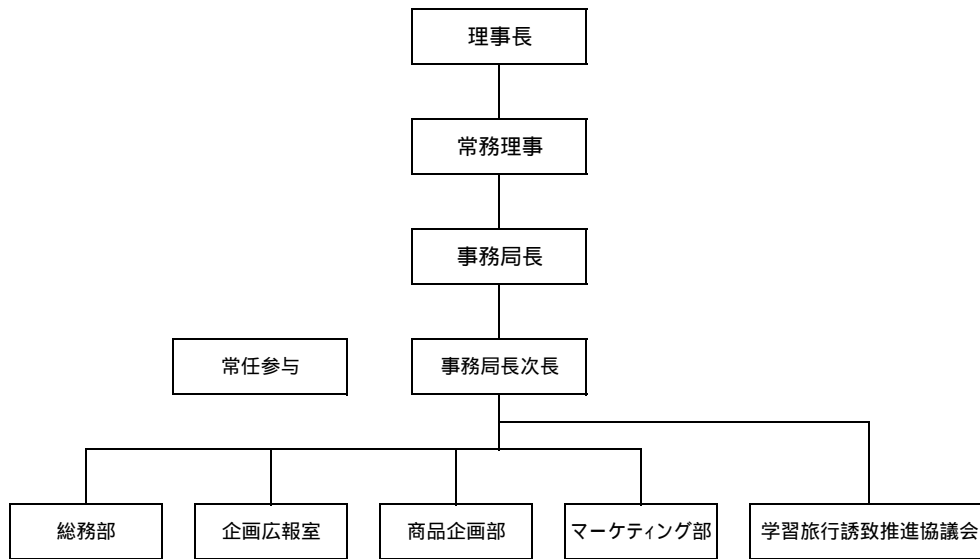 理事長
常務理事
事務局長
常任参与
事務局長次長
総務部
企画広報室
商品企画部
マーケティング部
学習旅行誘致推進協議会